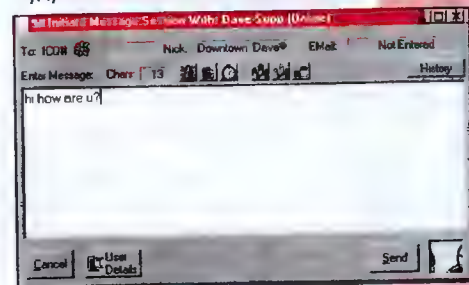 Initiate Message Session With: Dave Supp (Online)
To: ICQ# Nick. Downtown Dave® EMail: Not Entered
Enter Message: Chars: 13 History
hi how are u?
Cancel User Details Send